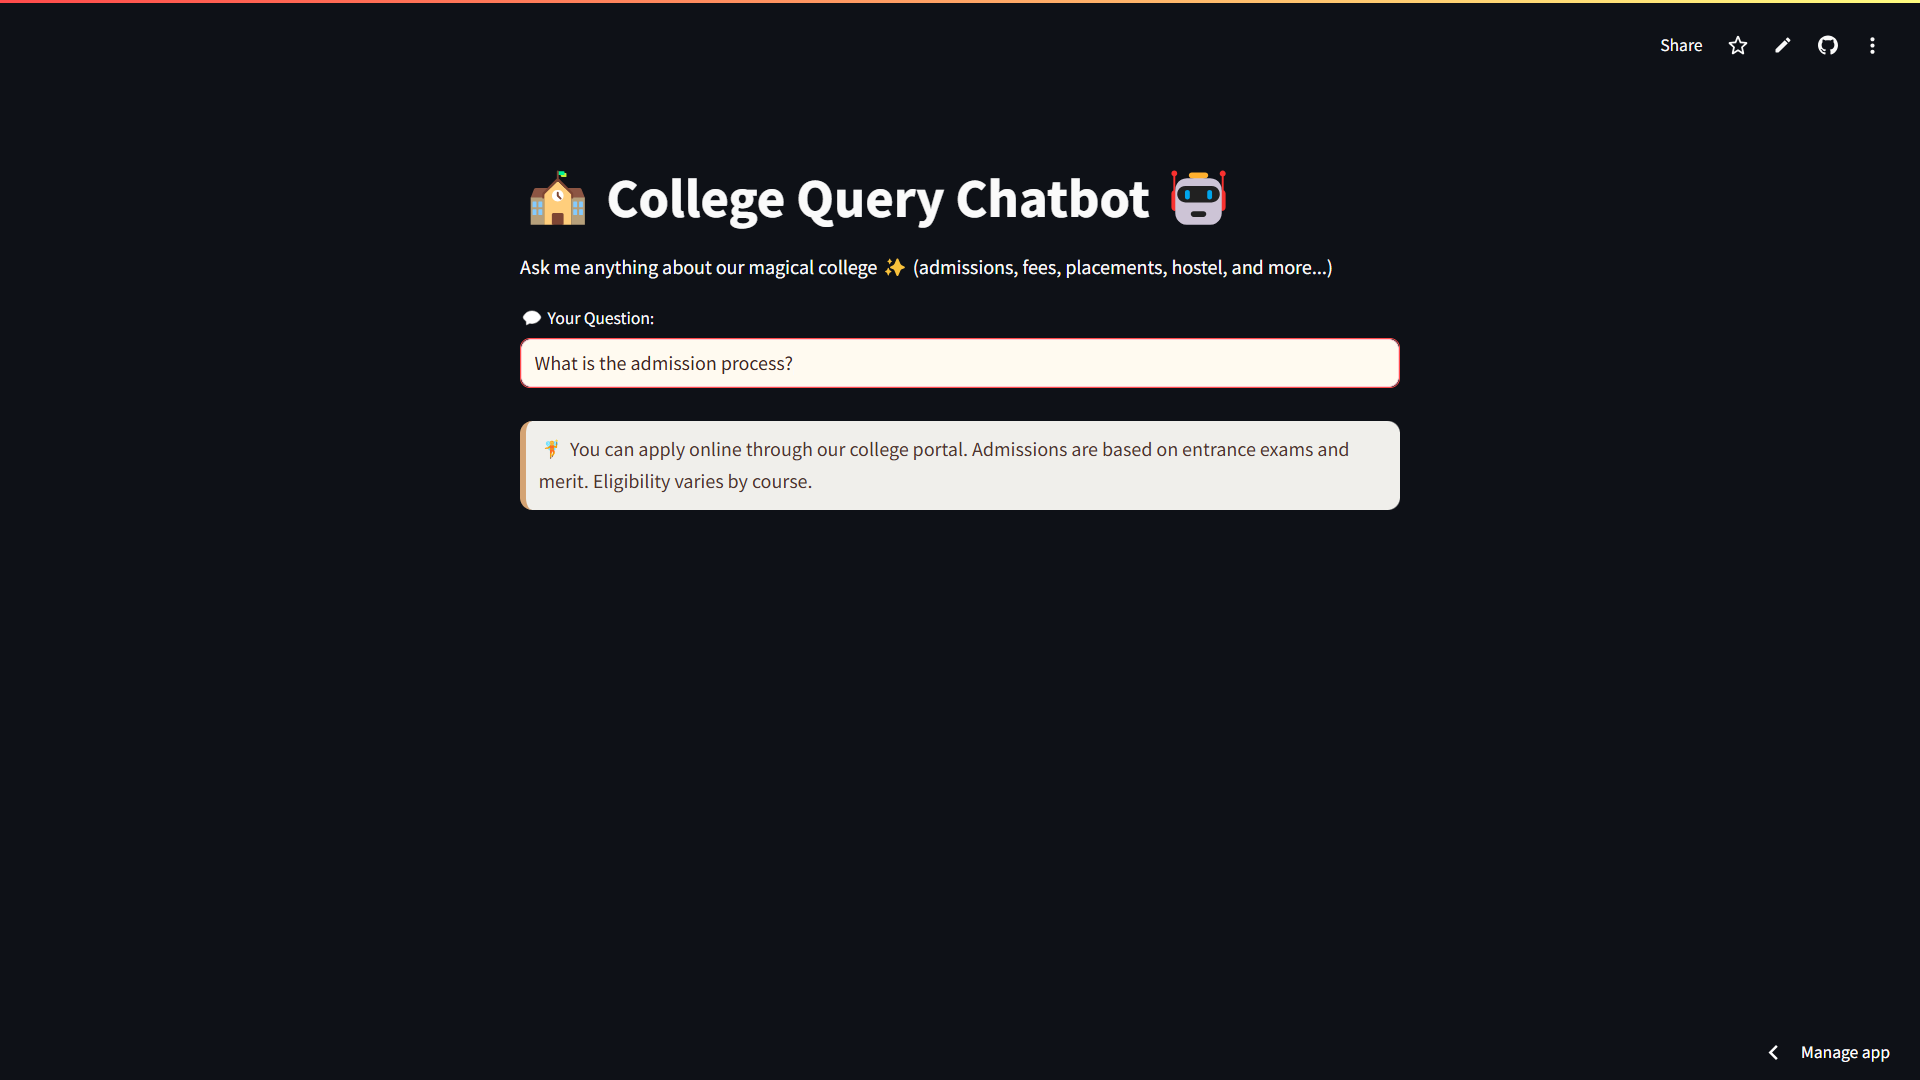 Share
College Query Chatbot
Ask me anything about our magical college ✨ (admissions, fees, placements, hostel, and more...)
Your Question:
What is the admission process?
You can apply online through our college portal. Admissions are based on entrance exams and
merit. Eligibility varies by course.
Manage app